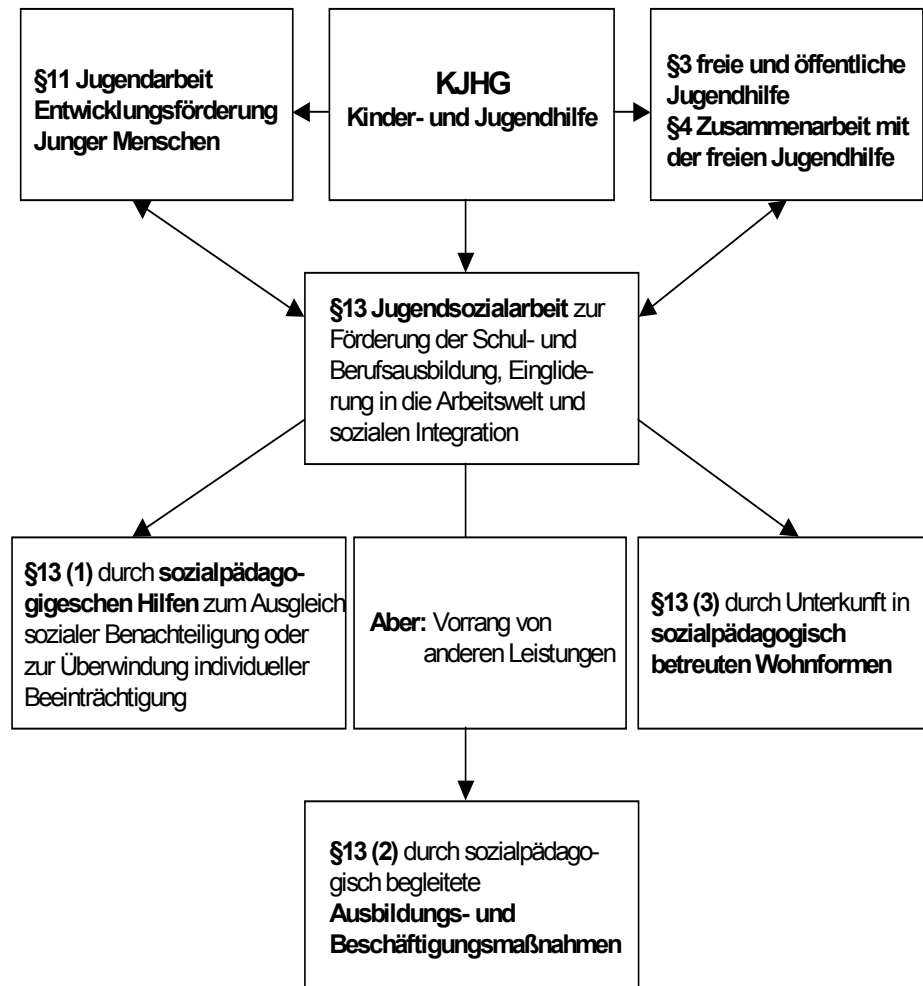 §11 Jugendarbeit
Entwicklungsförderung
Junger Menschen
KJHG
Kinder- und Jugendhilfe
§3 freie und öffentliche
Jugendhilfe
§4 Zusammenarbeit mit
der freien Jugendhilfe
§13 Jugendsozialarbeit zur
Förderung der Schul- und
Berufsausbildung, Einglide-
rung in die Arbeitswelt und
sozialen Integration
§13 (1) durch sozialpädago-
gigeschen Hilfen zum Ausgleich
sozialer Benachteiligung oder
zur Überwindung individueller
Beeinträchtigung
Aber: Vorrang von
anderen Leistungen
§13 (3) durch Unterkunft in
sozialpädagogisch
betreuten Wohnformen
§13 (2) durch sozialpädago-
gisch begleitete
Ausbildungs- und
Beschäftigungsmaßnahmen